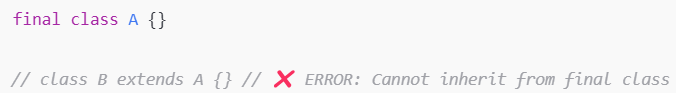 final class A {}
// class B extends A {} // ❌ ERROR: Cannot inherit from final class